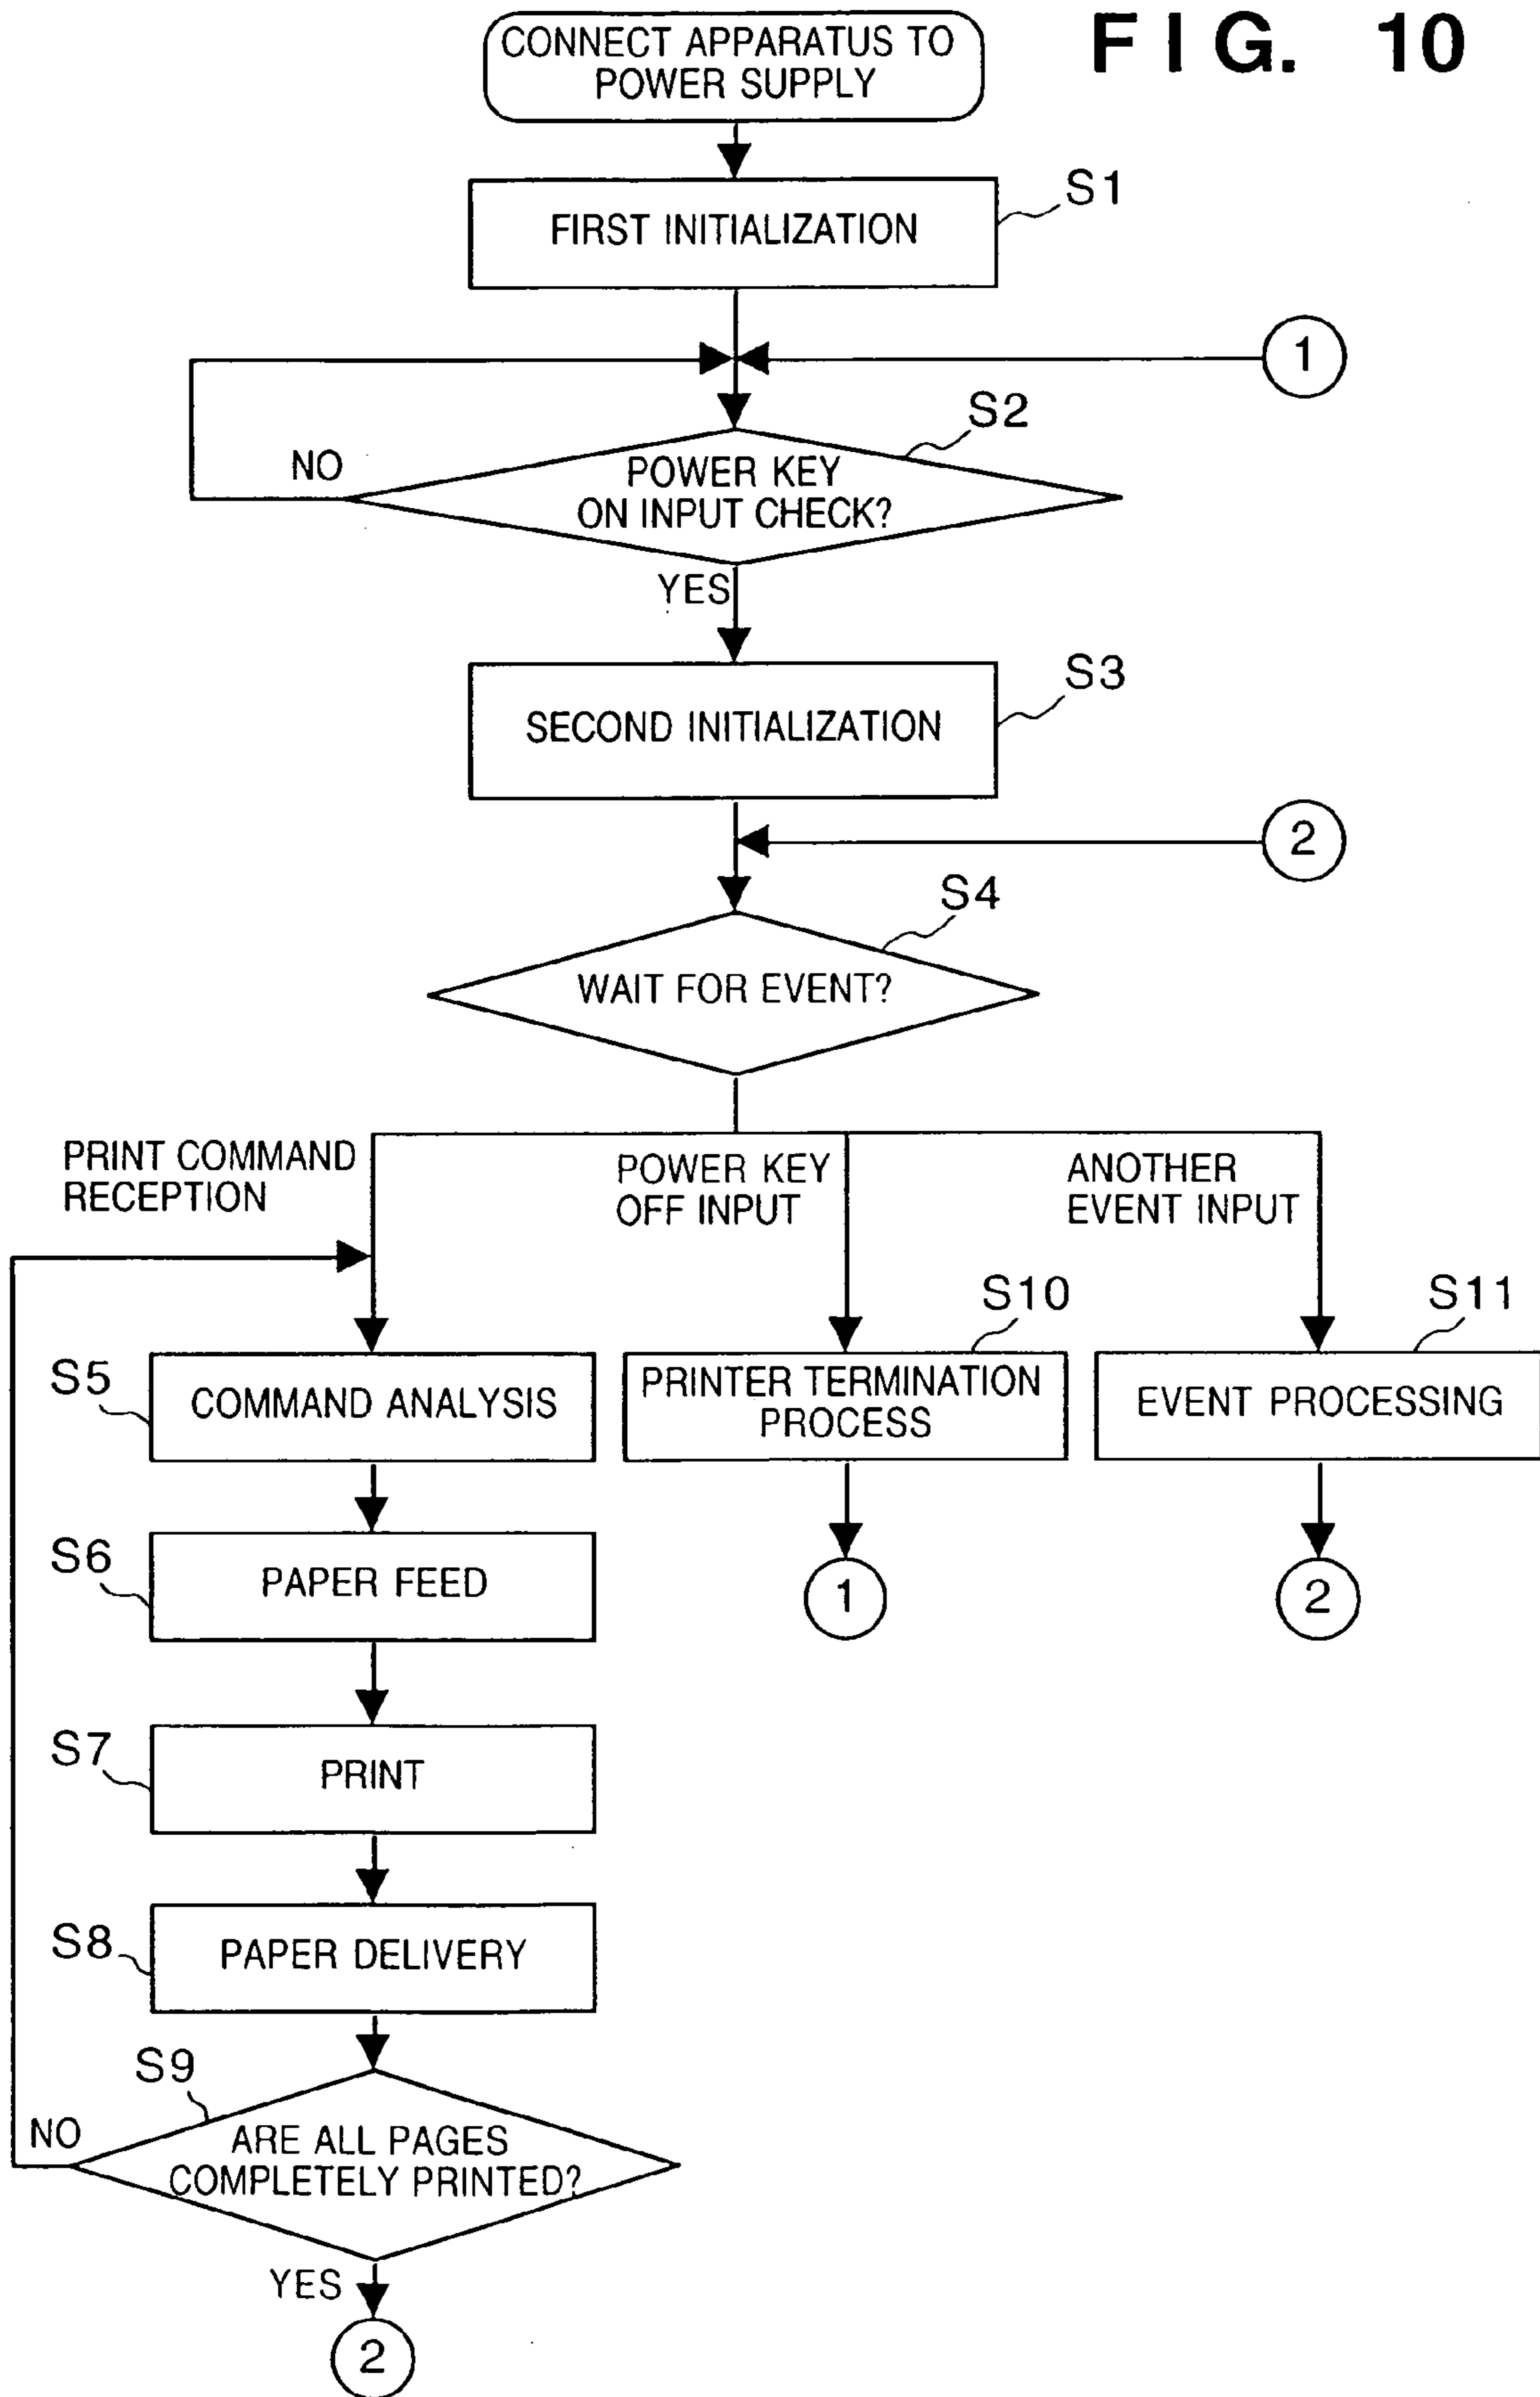 FIG. 10
CONNECT APPARATUS TO
POWER SUPPLY
S1
FIRST INITIALIZATION
1
S2
NO
POWER KEY
ON INPUT CHECK?
YES
S3
SECOND INITIALIZATION
2
S4
WAIT FOR EVENT?
PRINT COMMAND
RECEPTION
POWER KEY
OFF INPUT
ANOTHER
EVENT INPUT
S5
COMMAND ANALYSIS
S10
PRINTER TERMINATION
PROCESS
S11
EVENT PROCESSING
S6
PAPER FEED
1
2
S7
PRINT
S8
PAPER DELIVERY
S9
NO
ARE ALL PAGES
COMPLETELY PRINTED?
YES
2